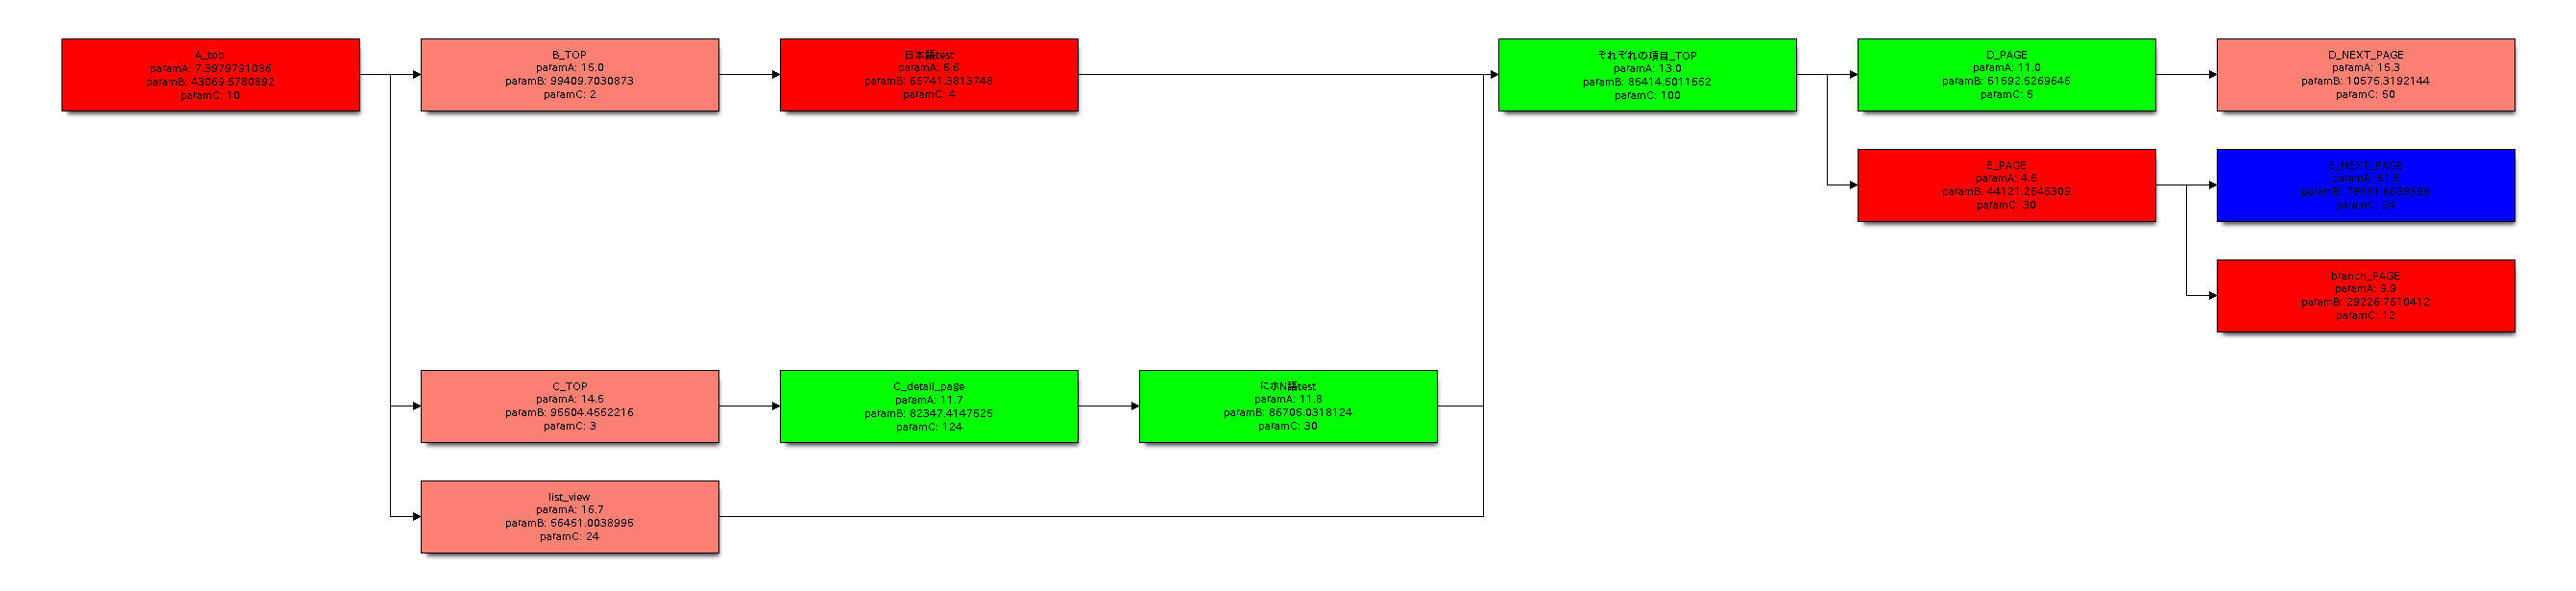 A_top
paramA: 7.3979791086
paramB: 43069.5780892
paramC: 10
B_TOP
paramA: 15.0
paramB: 99409.7030873
paramC: 2
日本語test
paramA: 5.6
paramB: 65741.3813748
paramC: 4
それぞれの項目_TOP
paramA: 13.0
paramB: 85414.5011552
paramC: 100
D_PAGE
paramA: 11.0
paramB: 51592.5269646
paramC: 5
D_NEXT_PAGE
paramA: 15.3
paramB: 10575.3192144
paramC: 50
E_PAGE
paramA: 4.6
paramB: 44121.2645309
paramC: 30
E_NEXT_PAGE
paramA: 61.5
paramB: 79581.6639598
paramC: 24
branch_PAGE
paramA: 9.9
paramB: 29226.7510412
paramC: 12
C_TOP
paramA: 14.5
paramB: 95504.4552216
paramC: 3
C_detail_page
paramA: 11.7
paramB: 82347.4147525
paramC: 124
にホN語test
paramA: 11.8
paramB: 86706.0318124
paramC: 30
list_view
paramA: 16.7
paramB: 56451.0038996
paramC: 24